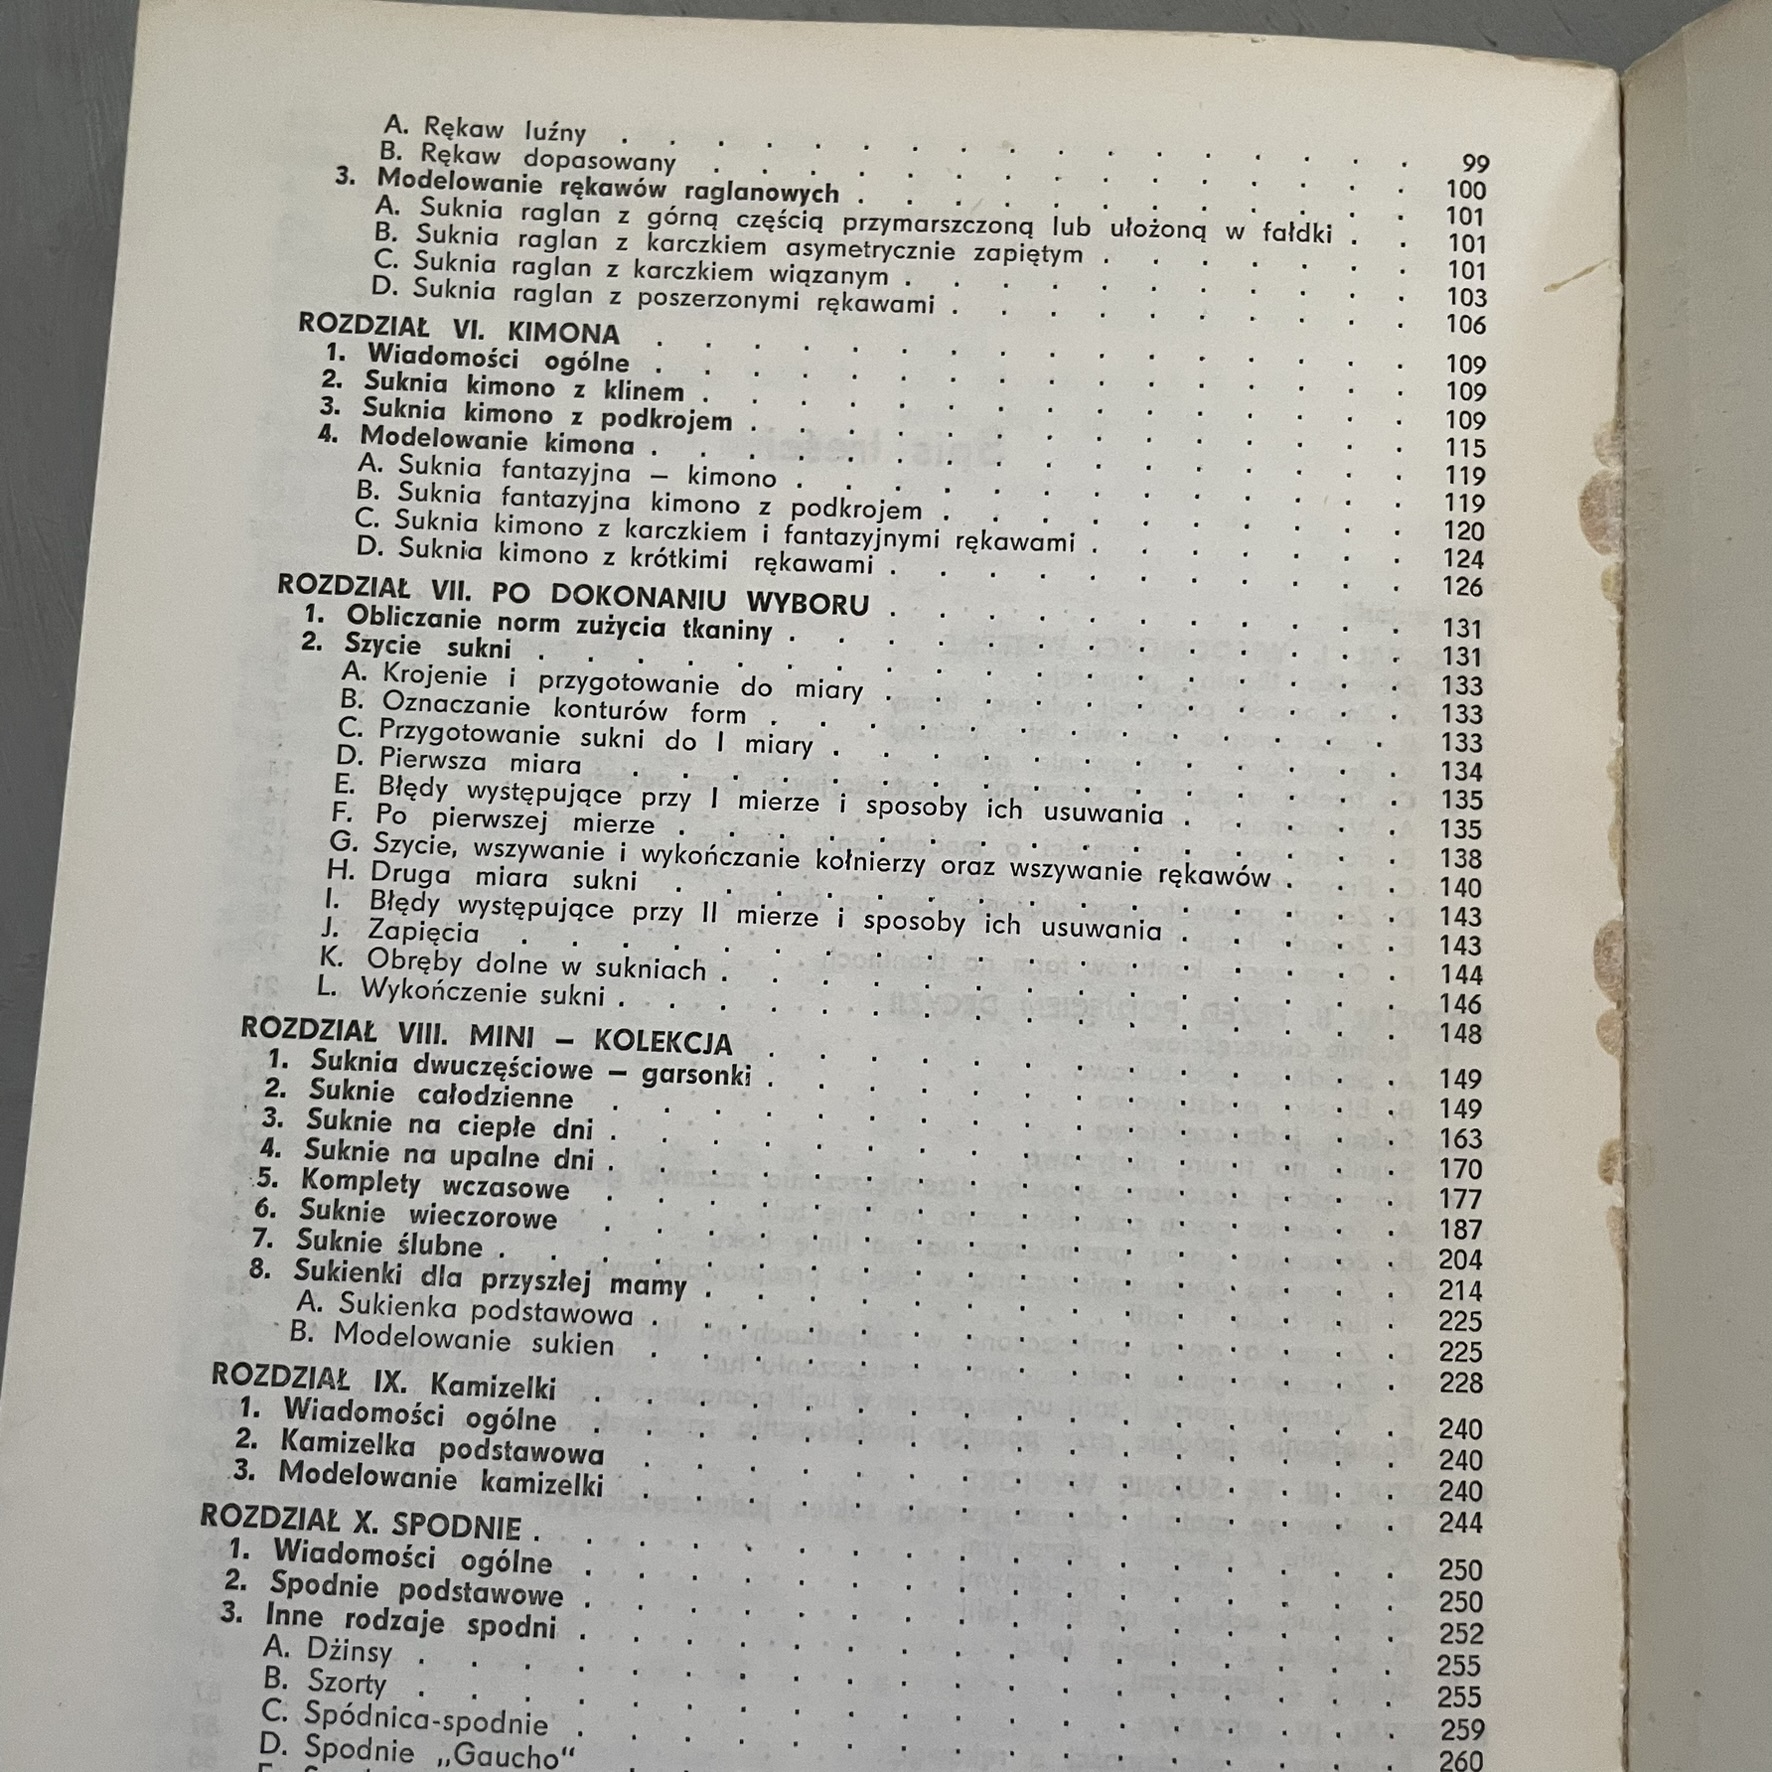 A. Rękaw luźny . . . . . . . . . . . . . . . . . 99
B. Rękaw dopasowany . . . . . . . . . . . . . . . 100
3. Modelowanie rękawów raglanowych . . . . . . . . . . . . 101
A. Suknia raglan z górną częścią przymarszczoną lub ułożoną w fałdki . . 101
B. Suknia raglan z karczkiem asymetrycznie zapiętym . . . . . . . 101
C. Suknia raglan z karczkiem wiązanym . . . . . . . . . . . 103
D. Suknia raglan z poszerzonymi rękawami . . . . . . . . . . 106
ROZDZIAŁ VI. KIMONA . . . . . . . . . . . . . . . . 109
1. Wiadomości ogólne . . . . . . . . . . . . . . . . 109
2. Suknia kimono z klinem . . . . . . . . . . . . . . . 109
3. Suknia kimono z podkrojem . . . . . . . . . . . . . . 115
4. Modelowanie kimona . . . . . . . . . . . . . . . . 119
A. Suknia fantazyjna — kimono . . . . . . . . . . . . . 119
B. Suknia fantazyjna kimono z podkrojem . . . . . . . . . . 120
C. Suknia kimono z karczkiem i fantazyjnymi rękawami . . . . . . . 124
D. Suknia kimono z krótkimi rękawami . . . . . . . . . . . 126
ROZDZIAŁ VII. PO DOKONANIU WYBORU . . . . . . . . . . . 131
1. Obliczanie norm zużycia tkaniny . . . . . . . . . . . . . 131
2. Szycie sukni . . . . . . . . . . . . . . . . . . 133
A. Krojenie i przygotowanie do miary . . . . . . . . . . . 133
B. Oznaczanie konturów form . . . . . . . . . . . . . 133
C. Przygotowanie sukni do I miary . . . . . . . . . . . . 134
D. Pierwsza miara . . . . . . . . . . . . . . . . 135
E. Błędy występujące przy I mierze i sposoby ich usuwania . . . . . 135
F. Po pierwszej mierze . . . . . . . . . . . . . . . 138
G. Szycie, wszywanie i wykończanie kołnierzy oraz wszywanie rękawów . . . 140
H. Druga miara sukni . . . . . . . . . . . . . . . 143
I. Błędy występujące przy II mierze i sposoby ich usuwania . . . . . 143
J. Zapięcia . . . . . . . . . . . . . . . . . . 144
K. Obręby dolne w sukniach . . . . . . . . . . . . . . 146
L. Wykończenie sukni . . . . . . . . . . . . . . . . 148
ROZDZIAŁ VIII. MINI — KOLEKCJA . . . . . . . . . . . . . 149
1. Suknia dwuczęściowe — garsonki . . . . . . . . . . . . . 149
2. Suknie całodzienne . . . . . . . . . . . . . . . . 163
3. Suknie na ciepłe dni . . . . . . . . . . . . . . . . 170
4. Suknie na upalne dni . . . . . . . . . . . . . . . . 177
5. Komplety wczasowe . . . . . . . . . . . . . . . . 187
6. Suknie wieczorowe . . . . . . . . . . . . . . . . 204
7. Suknie ślubne . . . . . . . . . . . . . . . . . . 214
8. Sukienki dla przyszłej mamy . . . . . . . . . . . . . . 225
A. Sukienka podstawowa . . . . . . . . . . . . . . . 225
B. Modelowanie sukien . . . . . . . . . . . . . . . 228
ROZDZIAŁ IX. Kamizelki . . . . . . . . . . . . . . . . 240
1. Wiadomości ogólne . . . . . . . . . . . . . . . . 240
2. Kamizelka podstawowa . . . . . . . . . . . . . . . 240
3. Modelowanie kamizelki . . . . . . . . . . . . . . . 244
ROZDZIAŁ X. SPODNIE . . . . . . . . . . . . . . . . . 250
1. Wiadomości ogólne . . . . . . . . . . . . . . . . 250
2. Spodnie podstawowe . . . . . . . . . . . . . . . . 252
3. Inne rodzaje spodni . . . . . . . . . . . . . . . . 255
A. Dżinsy . . . . . . . . . . . . . . . . . . . 255
B. Szorty . . . . . . . . . . . . . . . . . . . 259
C. Spódnica-spodnie . . . . . . . . . . . . . . . . 260
D. Spodnie „Gaucho“